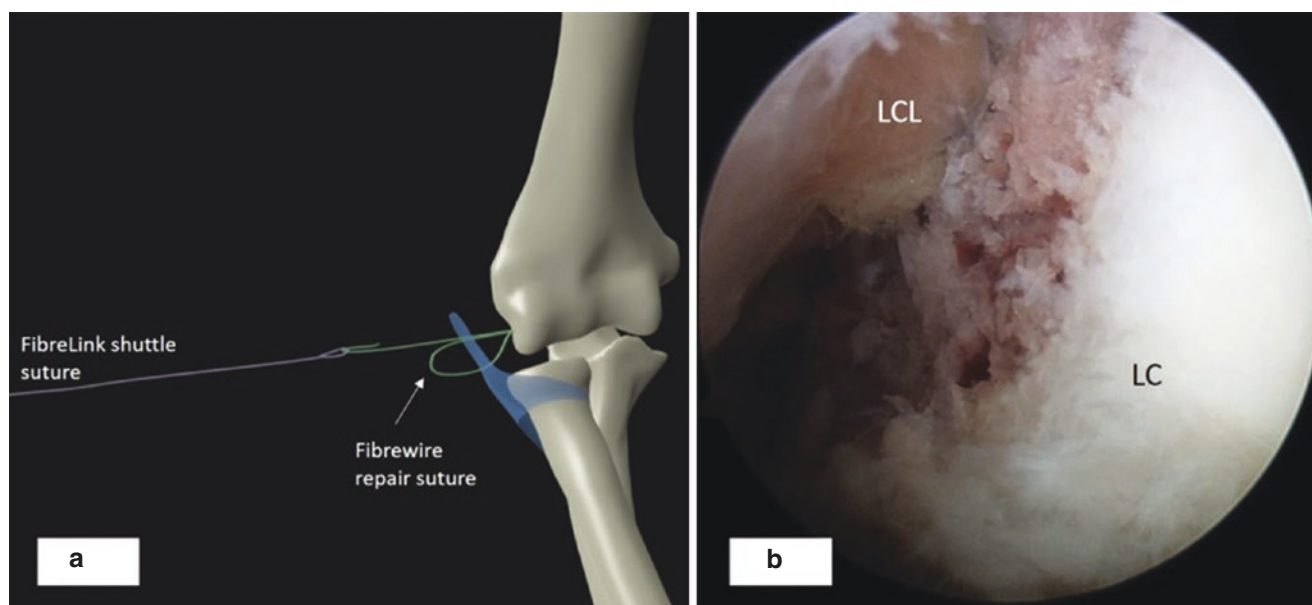 FibreLink shuttle
suture
Fibrewire
repair suture
a
LCL
LC
b